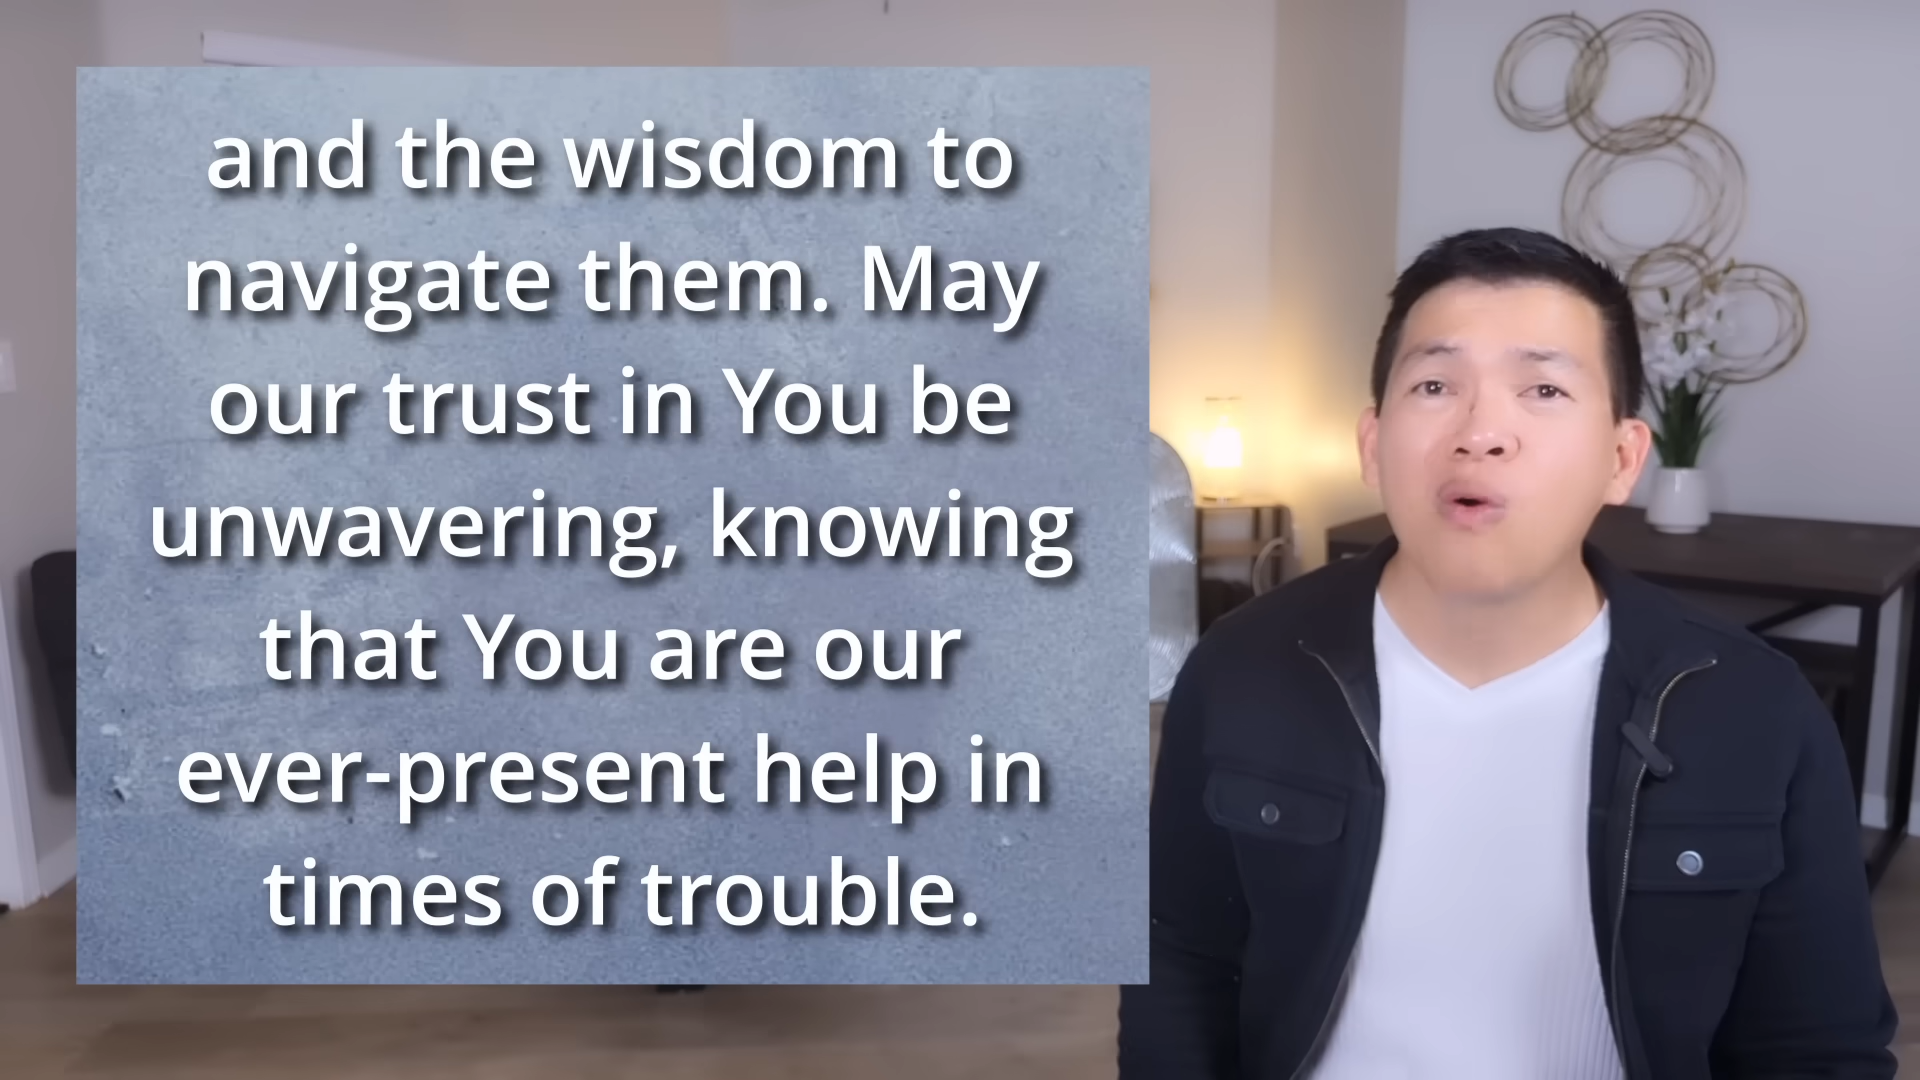 and the wisdom to
navigate them. May
our trust in You be
unwavering, knowing
that You are our
ever-present help in
times of trouble.